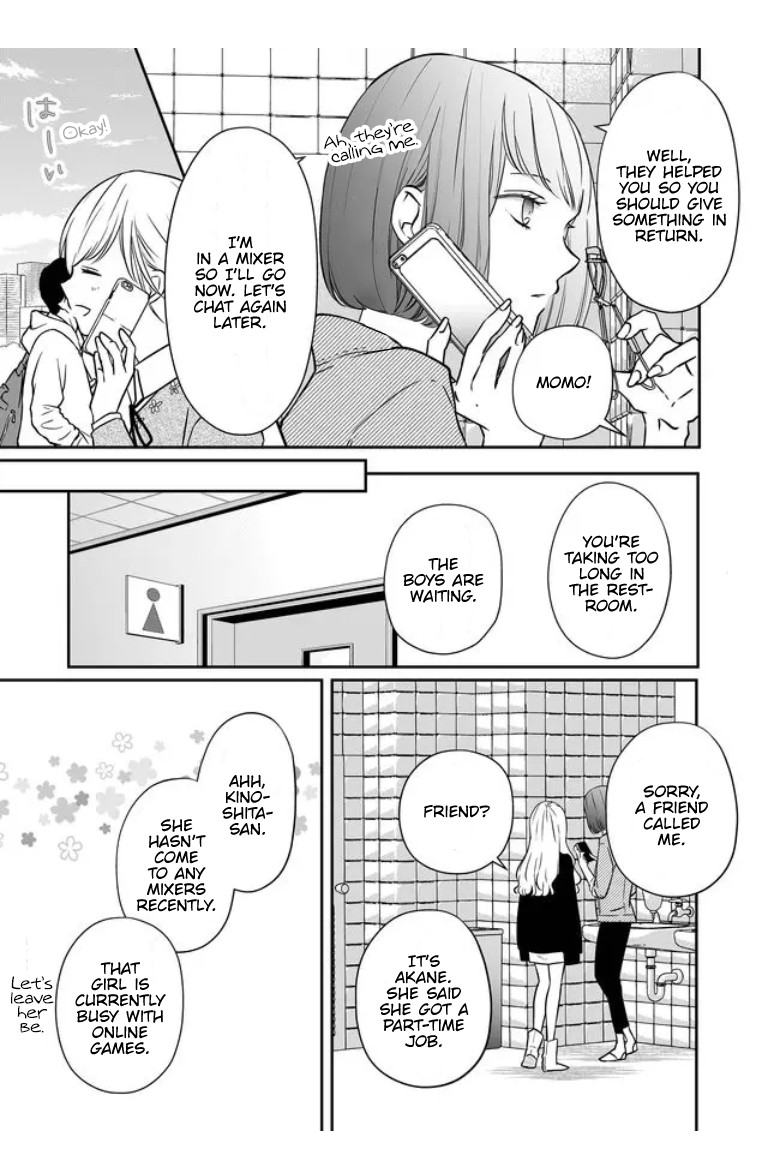 WELL,
THEY HELPED
YOU SO YOU
SHOULD GIVE
SOMETHING IN
RETURN.
MOMO!
Ah, they're
calling me.
I'M
IN A MIXER
SO I'LL GO
NOW. LET'S
CHAT AGAIN
LATER.
はーい
Okay!
YOU'RE
TAKING TOO
LONG IN
THE REST-
ROOM.
THE
BOYS ARE
WAITING.
SORRY,
A FRIEND
CALLED
ME.
FRIEND?
IT'S
AKANE.
SHE SAID
SHE GOT A
PART-TIME
JOB.
AHH,
KINO-
SHITA-
SAN.
SHE
HASN'T
COME
TO ANY
MIXERS
RECENTLY.
THAT
GIRL IS
CURRENTLY
BUSY WITH
ONLINE
GAMES.
Let's
leave
her
Be.